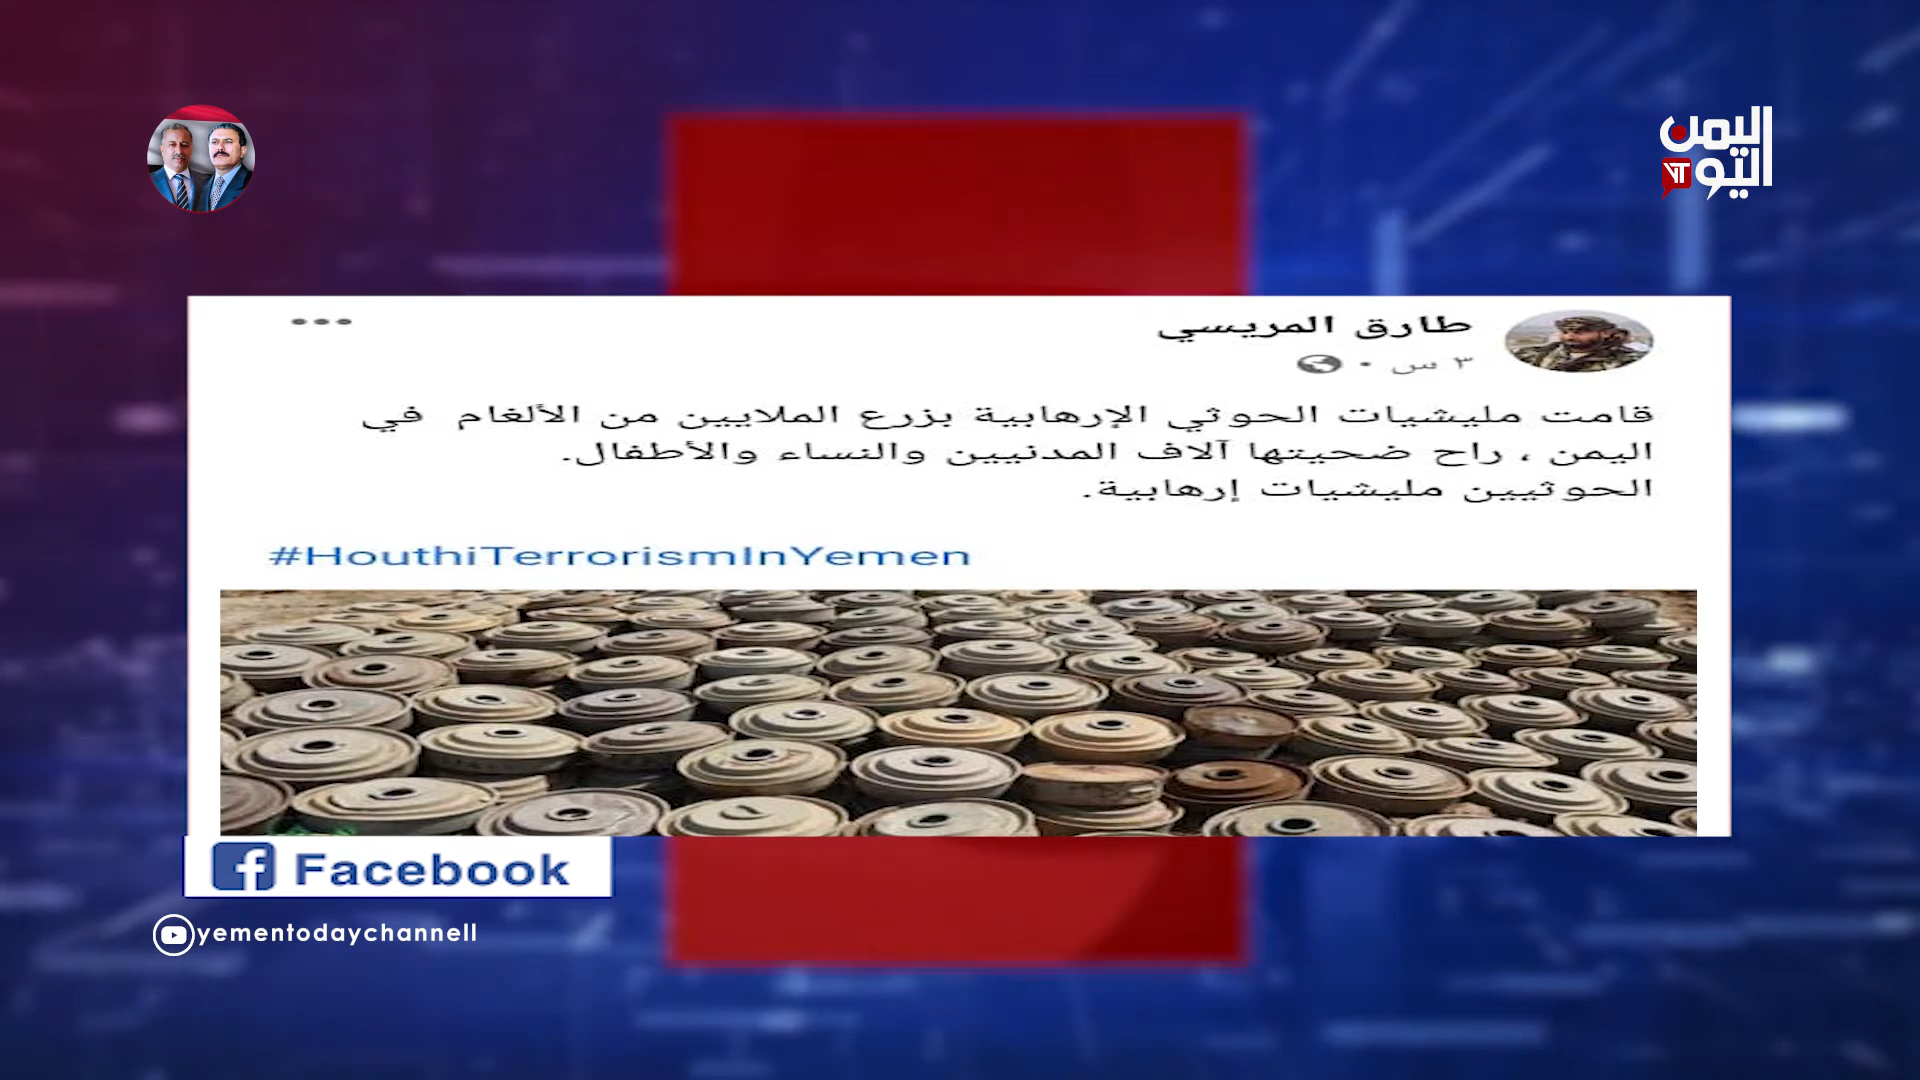 اليمن
اليوم
YT
طارق المريسي
٣ س
قامت مليشيات الحوثي الإرهابية بزرع الملايين من الألغام في
اليمن ، راح ضحيتها آلاف المدنيين والنساء والأطفال.
الحوثيين مليشيات إرهابية.
#HouthiTerrorismInYemen
Facebook
yementodaychannell